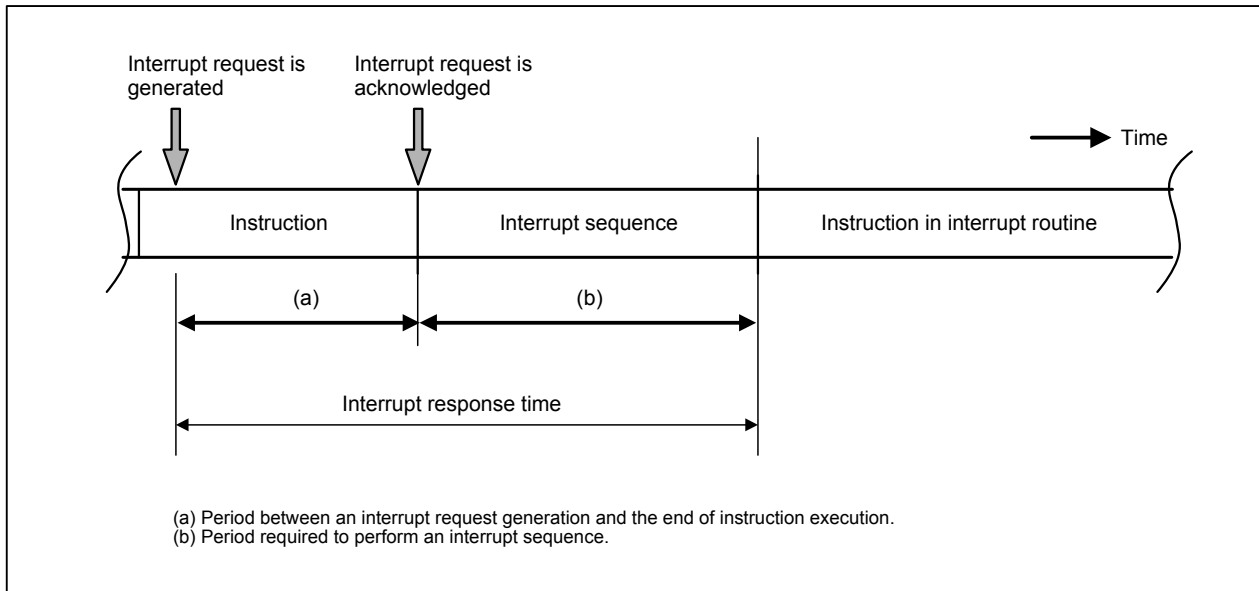 Interrupt request is
generated
Interrupt request is
acknowledged
Time
Instruction
Interrupt sequence
Instruction in interrupt routine
(a)
(b)
Interrupt response time
(a) Period between an interrupt request generation and the end of instruction execution.
(b) Period required to perform an interrupt sequence.